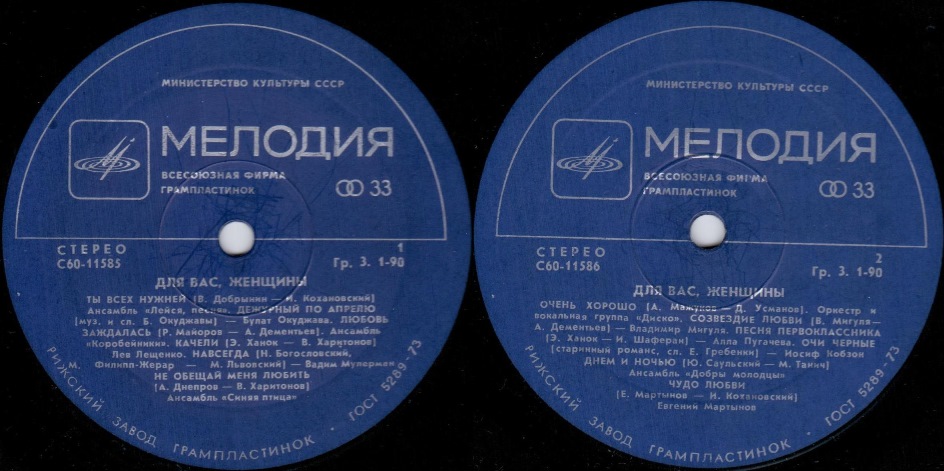 МИНИСТЕРСТВО КУЛЬТУРЫ СССР
МЕЛОДИЯ
ВСЕСОЮЗНАЯ ФИРМА
ГРАМПЛАСТИНОК
33
СТЕРЕО
С60-11585
1
Гр. 3. 1-90
ДЛЯ ВАС, ЖЕНЩИНЫ
ТЫ ВСЕХ НУЖНЕЙ (В. Добрынин — И. Кохановский)
Ансамбль «Лейся, песня». ДЕЖУРНЫЙ ПО АПРЕЛЮ
(муз. и сл. Б. Окуджавы) — Булат Окуджава. ЛЮБОВЬ
ЗАЖДАЛАСЬ (Р. Майоров — А. Дементьев). Ансамбль
«Коробейники». КАЧЕЛИ (Э. Ханок — В. Харитонов)
Лев Лещенко. НАВСЕГДА (Н. Богословский,
М. Филипп-Жерар — М. Львовский) — Вадим Мулерман
НЕ ОБЕЩАЙ МЕНЯ ЛЮБИТЬ
(А. Днепров — В. Харитонов)
Ансамбль «Синяя птица»
РИЖСКИЙ ЗАВОД ГРАМПЛАСТИНОК · ГОСТ 5289-73
МИНИСТЕРСТВО КУЛЬТУРЫ СССР
МЕЛОДИЯ
ВСЕСОЮЗНАЯ ФИРМА
ГРАМПЛАСТИНОК
33
СТЕРЕО
С60-11586
2
Гр. 3. 1-90
ДЛЯ ВАС, ЖЕНЩИНЫ
ОЧЕНЬ ХОРОШО (А. Мажуков — Д. Усманов). Оркестр и
вокальная группа «Диско». СОЗВЕЗДИЕ ЛЮБВИ (В. Мигуля—
А. Дементьев) — Владимир Мигуля. ПЕСНЯ ПЕРВОКЛАССНИКА
(Э. Ханок — И. Шаферан) — Алла Пугачева. ОЧИ ЧЕРНЫЕ
(старинный романс, сл. Е. Гребенки) — Иосиф Кобзон
ДНЕМ И НОЧЬЮ (Ю. Саульский — М. Танич)
Ансамбль «Добры молодцы»
ЧУДО ЛЮБВИ
(Е. Мартынов — И. Кохановский)
Евгений Мартынов
РИЖСКИЙ ЗАВОД ГРАМПЛАСТИНОК · ГОСТ 5289-73